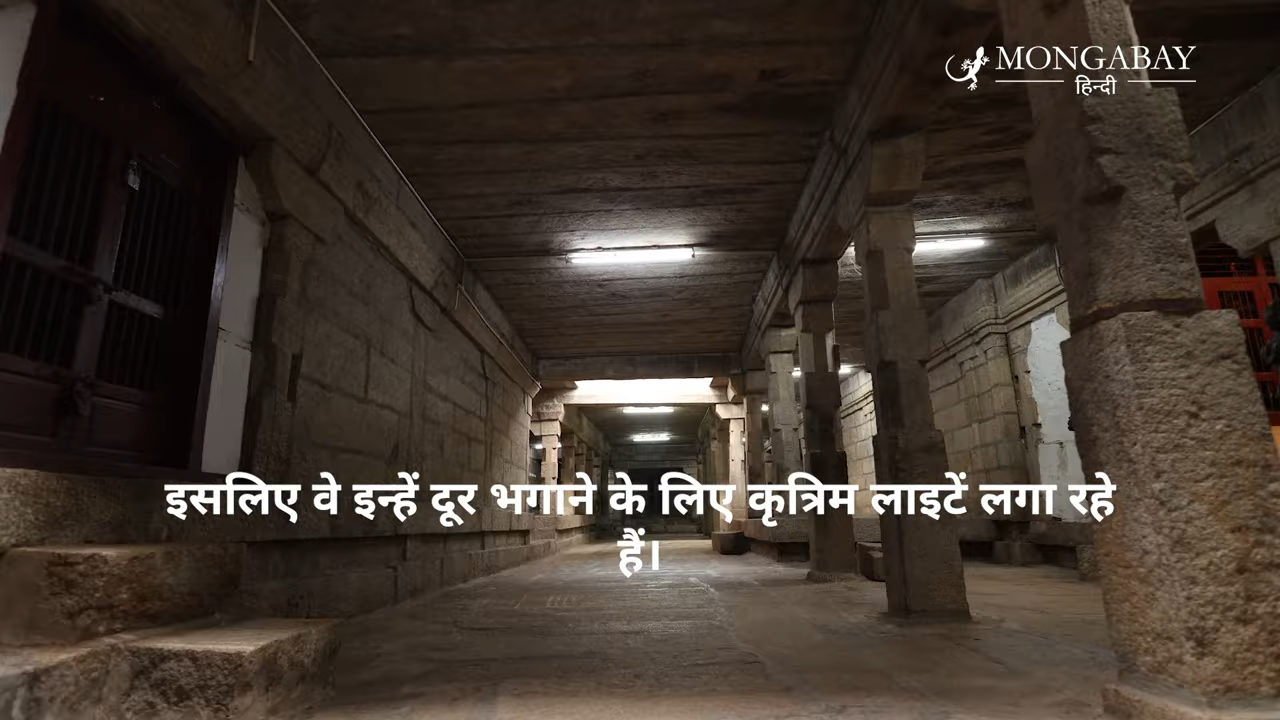 MONGABAY
हिन्दी
इसलिए वे इन्हें दूर भगाने के लिए कृत्रिम लाइटें लगा रहे
हैं।